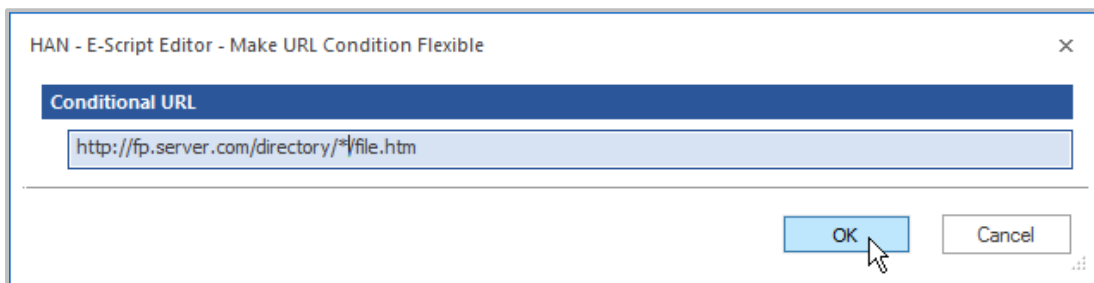 HAN - E-Script Editor - Make URL Condition Flexible
Conditional URL
http://fp.server.com/directory/*/file.htm
OK
Cancel